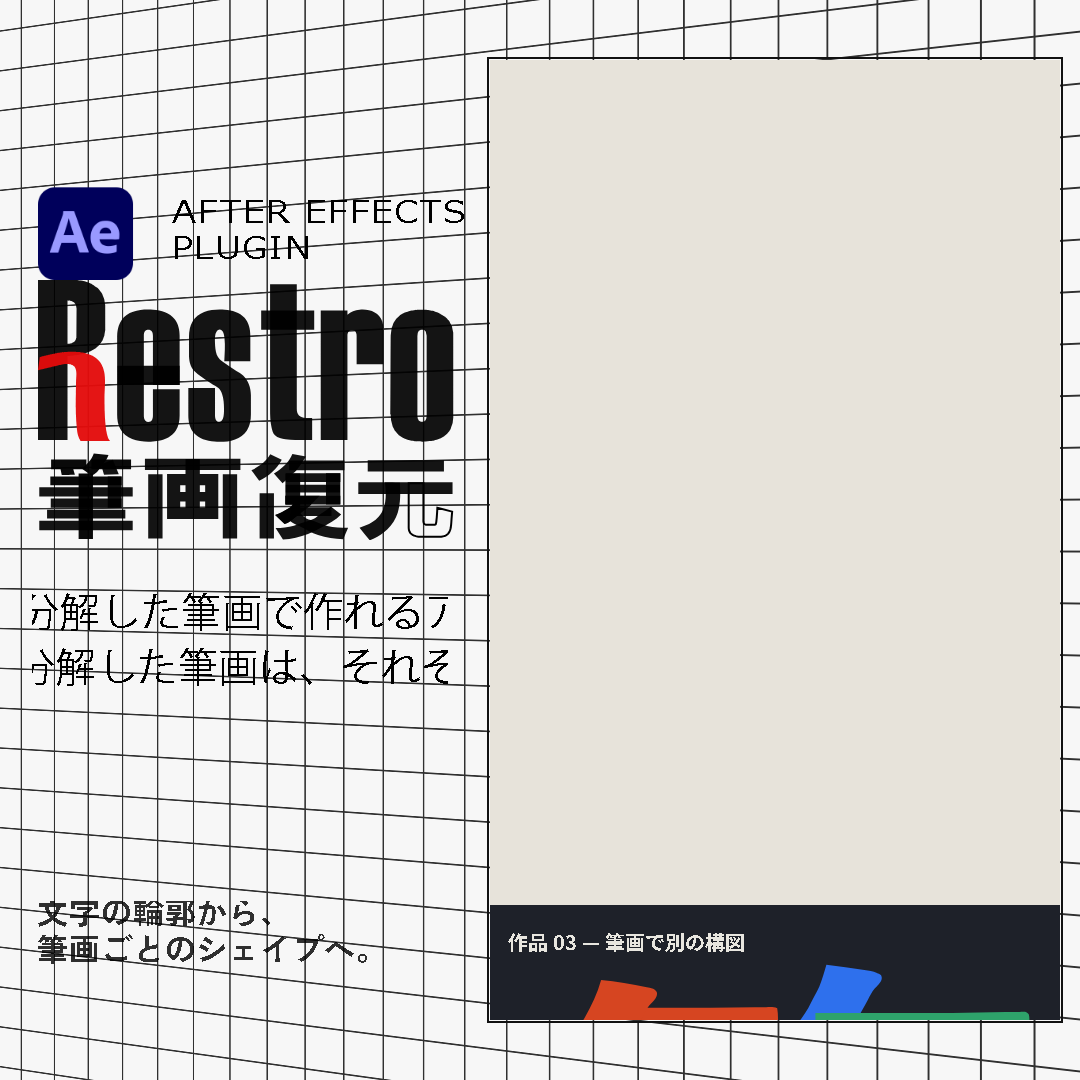 Ae
AFTER EFFECTS
PLUGIN
Restro
筆画復元
分解した筆画で作れる
分解した筆画は、それそ
文字の輪郭から、
筆画ごとのシェイプへ。
作品 03 — 筆画で別の構図